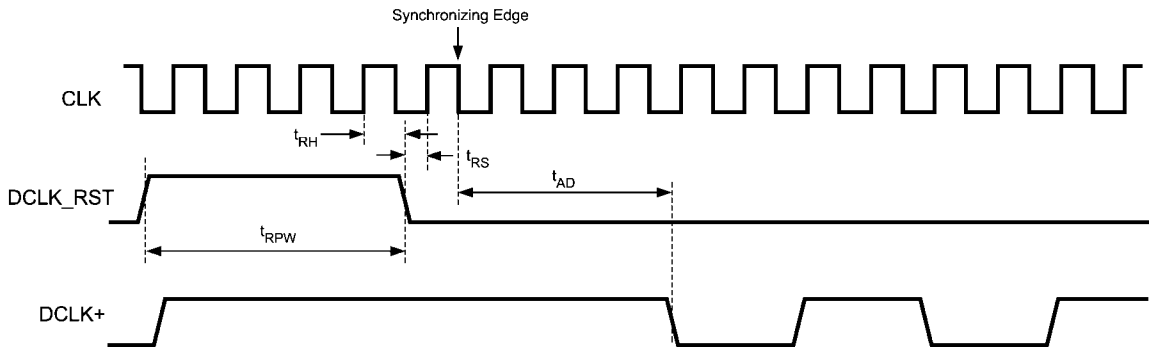 Synchronizing Edge
CLK
tRH
tRS
tAD
DCLK_RST
tRPW
DCLK+